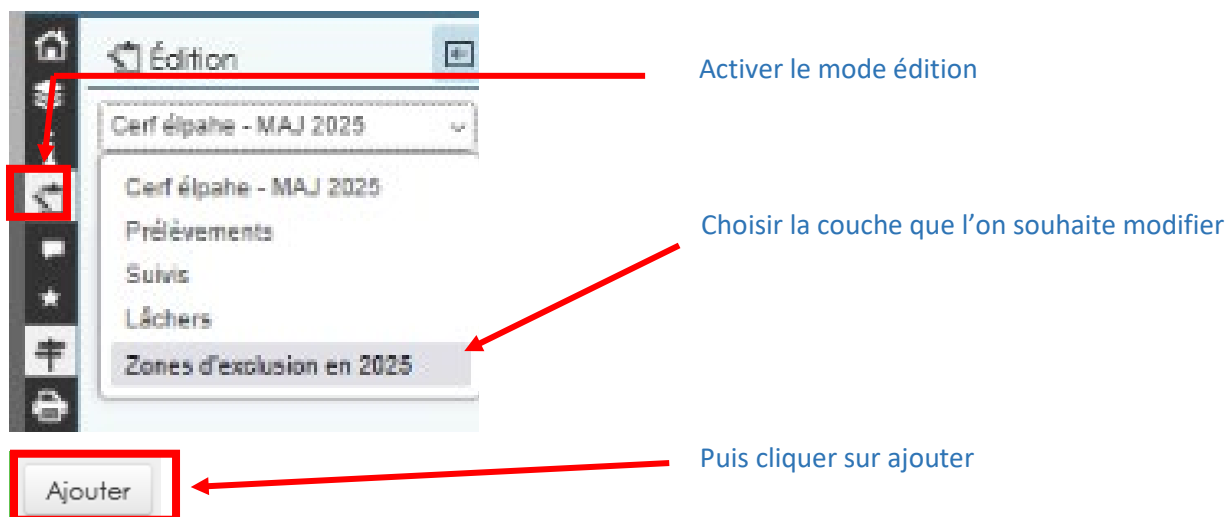 Édition
Activer le mode édition
Cerf élpahe - MAJ 2025
Cerf élpahe - MAJ 2025
Prélèvements
Choisir la couche que l’on souhaite modifier
Suivis
Lâchers
Zones d'exclusion en 2025
Puis cliquer sur ajouter
Ajouter